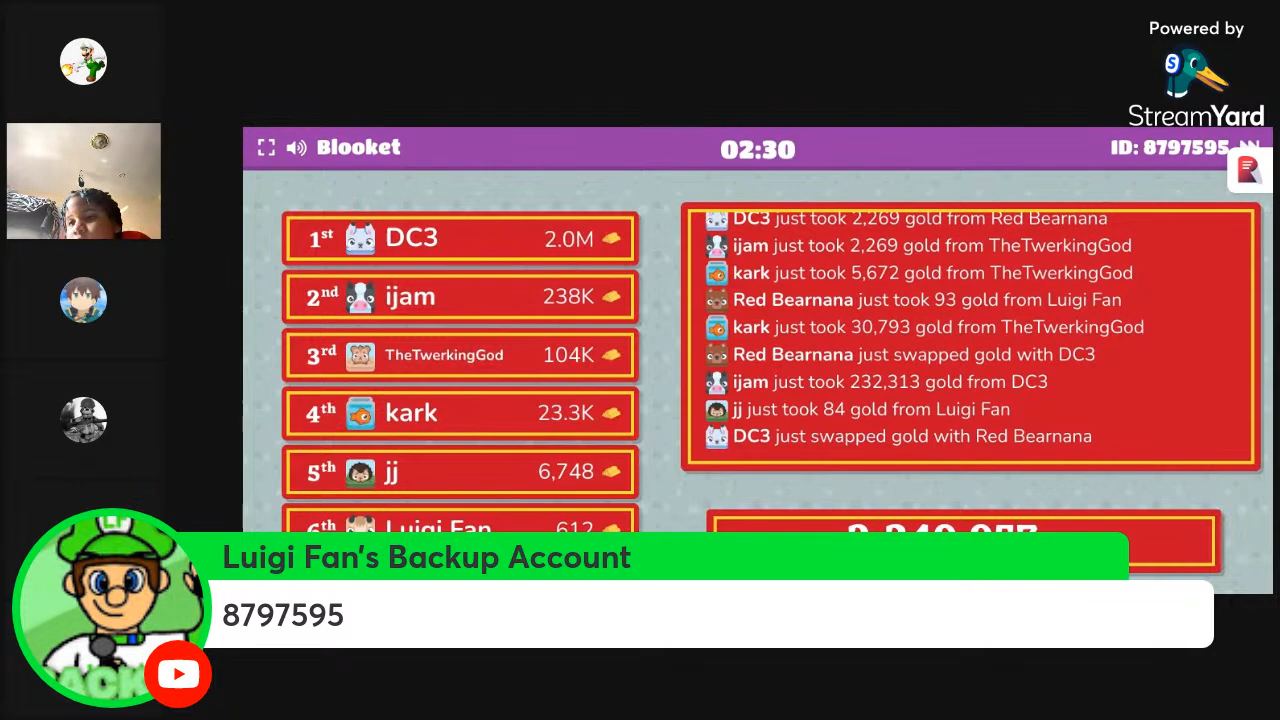 Powered by
StreamYard
Blooket
02:30
ID: 8797595
1st DC3 2.0M
2nd ijam 238K
3rd TheTwerkingGod 104K
4th kark 23.3K
5th jj 6,748
6th Luigi Fan 612
DC3 just took 2,269 gold from Red Bearnana
ijam just took 2,269 gold from TheTwerkingGod
kark just took 5,672 gold from TheTwerkingGod
Red Bearnana just took 93 gold from Luigi Fan
kark just took 30,793 gold from TheTwerkingGod
Red Bearnana just swapped gold with DC3
ijam just took 232,313 gold from DC3
jj just took 84 gold from Luigi Fan
DC3 just swapped gold with Red Bearnana
Luigi Fan's Backup Account
8797595